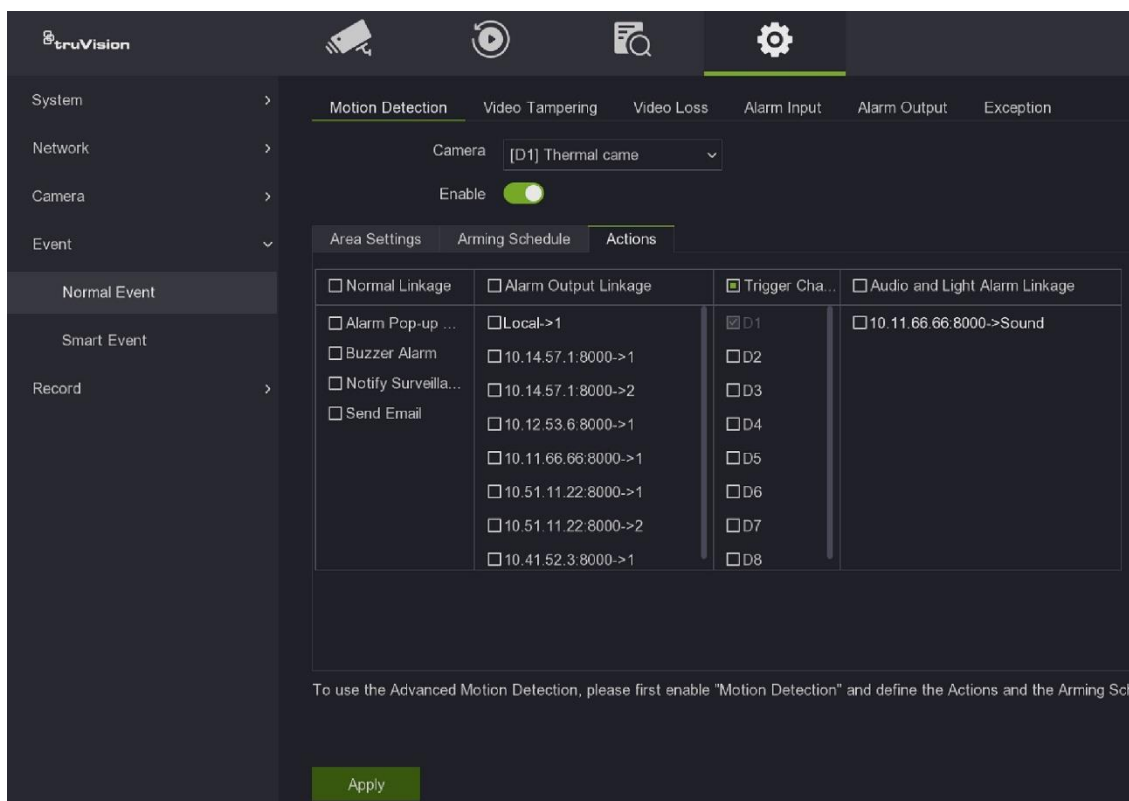 truVision
System
Network
Camera
Event
Normal Event
Smart Event
Record
Motion Detection Video Tampering Video Loss Alarm Input Alarm Output Exception
Camera [D1] Thermal came
Enable
Area Settings Arming Schedule Actions
Normal Linkage Alarm Output Linkage Trigger Cha... Audio and Light Alarm Linkage
Alarm Pop-up ...
Buzzer Alarm
Notify Surveilla...
Send Email
Local->1
10.14.57.1:8000->1
10.14.57.1:8000->2
10.12.53.6:8000->1
10.11.66.66:8000->1
10.51.11.22:8000->1
10.51.11.22:8000->2
10.41.52.3:8000->1
D1
D2
D3
D4
D5
D6
D7
D8
10.11.66.66:8000->Sound
To use the Advanced Motion Detection, please first enable "Motion Detection" and define the Actions and the Arming Sc
Apply